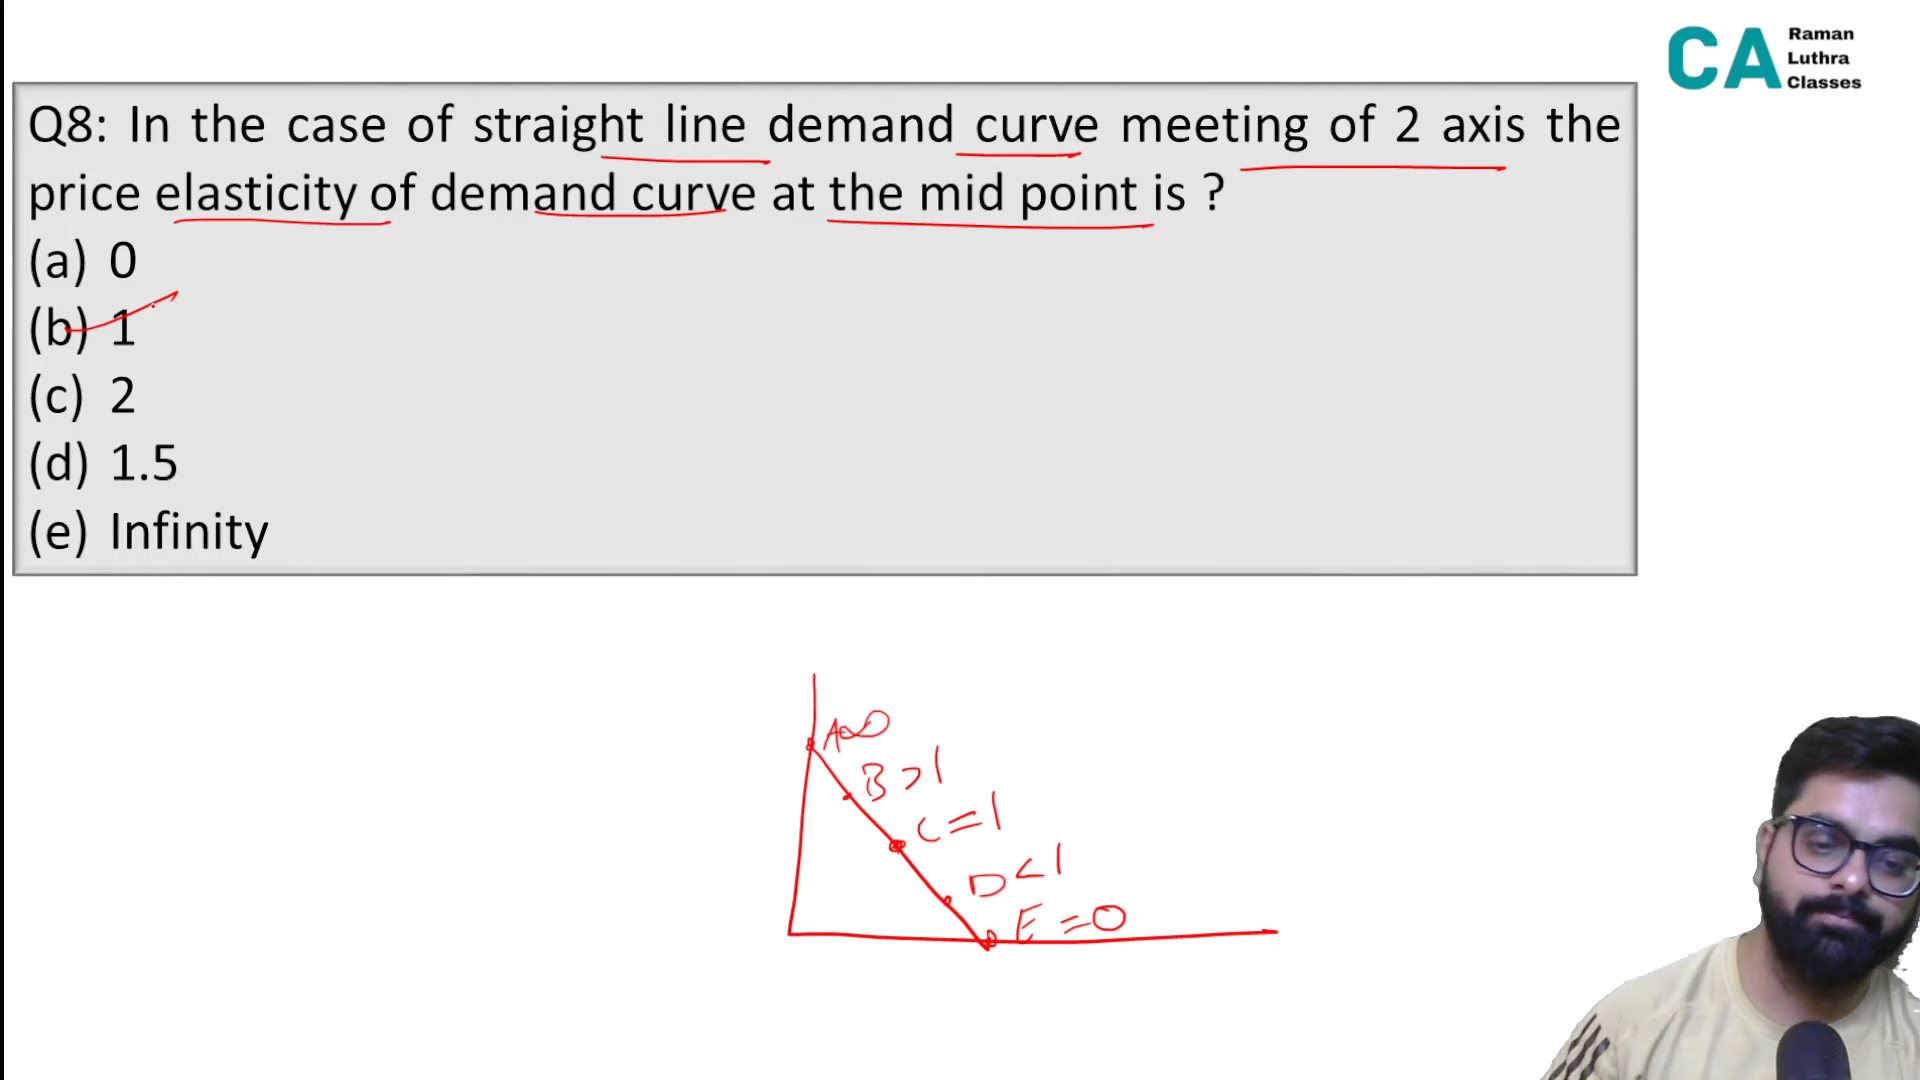 CA Raman
Luthra
Classes
Q8: In the case of straight line demand curve meeting of 2 axis the
price elasticity of demand curve at the mid point is ?
(a) 0
(b) 1
(c) 2
(d) 1.5
(e) Infinity
A ∞
B > 1
C = 1
D < 1
E = 0